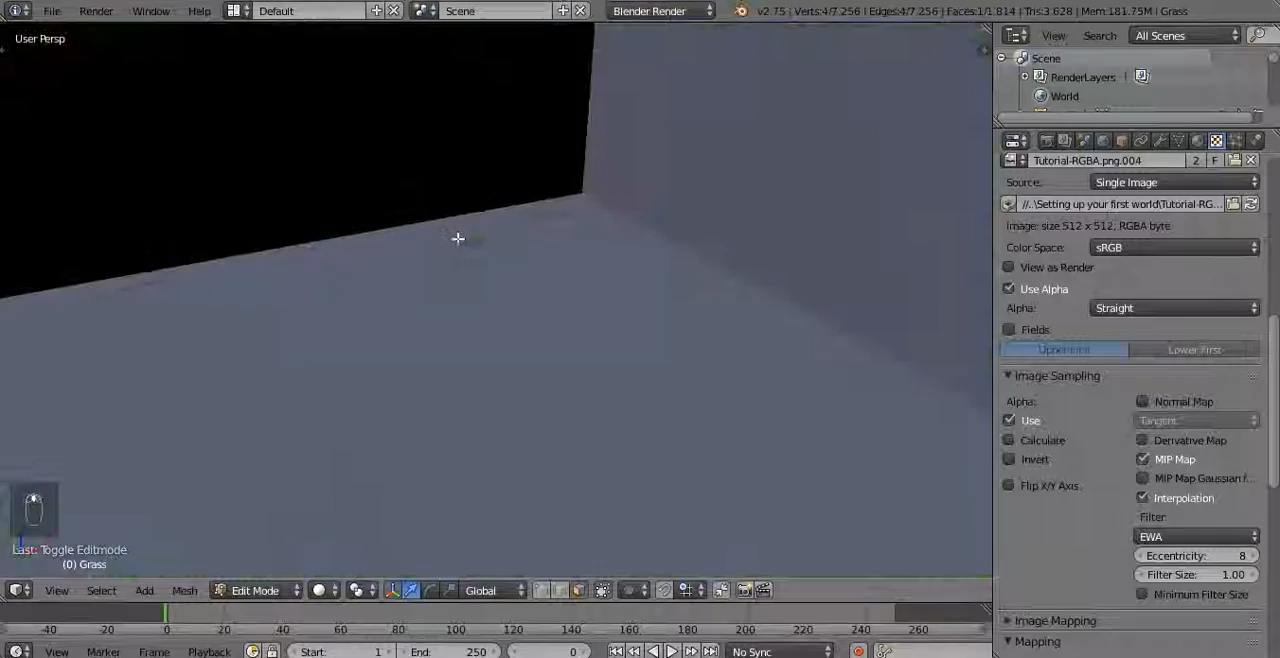 File Render Window Help Default Scene Blender Render v2.75 | Verts:4/7.256 | Edges:4/7.256 | Faces:1/1.814 | Tris:3.628 | Mem:181.75M | Grass
User Persp
View Search All Scenes
Scene
RenderLayers
World
Tutorial-RGBA.png.004 2 F
Source: Single Image
//..\Setting up your first world\Tutorial-RG...
Image: size 512 x 512, RGBA byte
Color Space: sRGB
View as Render
Use Alpha
Alpha: Straight
Fields
Lower First
Image Sampling
Alpha: Normal Map
Use Tangent
Calculate Derivative Map
Invert MIP Map
MIP Map Gaussian f...
Flip X/Y Axis Interpolation
Filter:
EWA
Eccentricity: 8
Filter Size: 1.00
Minimum Filter Size
Image Mapping
Mapping
Last: Toggle Editmode
(0) Grass
View Select Add Mesh Edit Mode Global
-40 -20 0 20 40 60 80 100 120 140 160 180 200 220 240 260
View Marker Frame Playback Start: 1 End: 250 0 No Sync